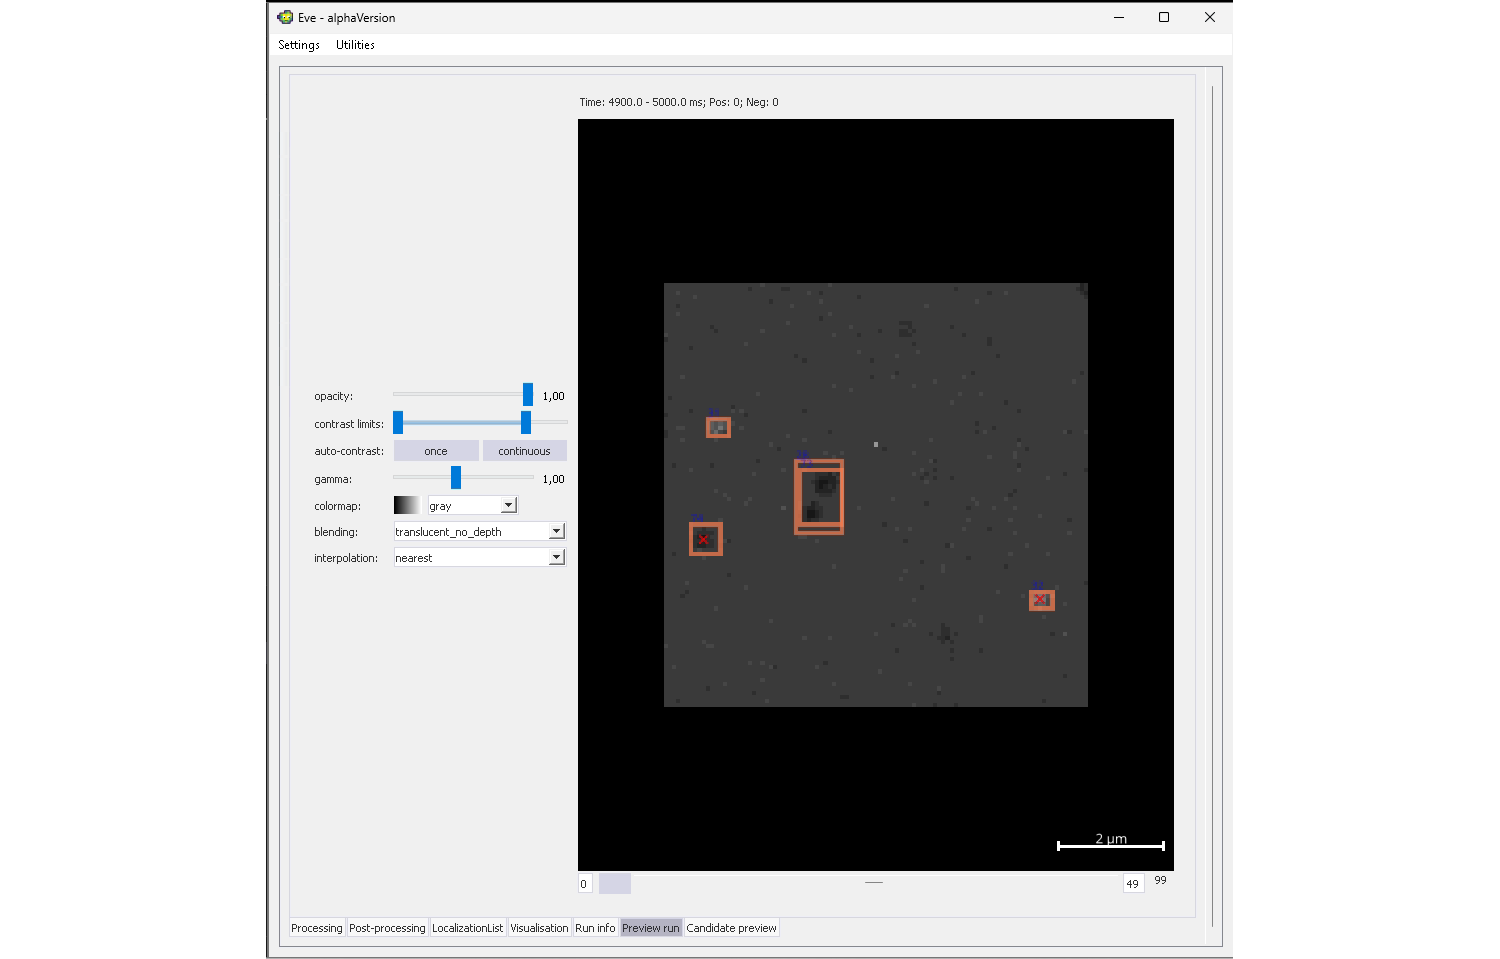 Eve - alphaVersion
Settings Utilities
Time: 4900.0 - 5000.0 ms; Pos: 0; Neg: 0
opacity: 1,00
contrast limits:
auto-contrast: once continuous
gamma: 1,00
colormap: gray
blending: translucent_no_depth
interpolation: nearest
2 µm
0 49 99
Processing Post-processing LocalizationList Visualisation Run info Preview run Candidate preview